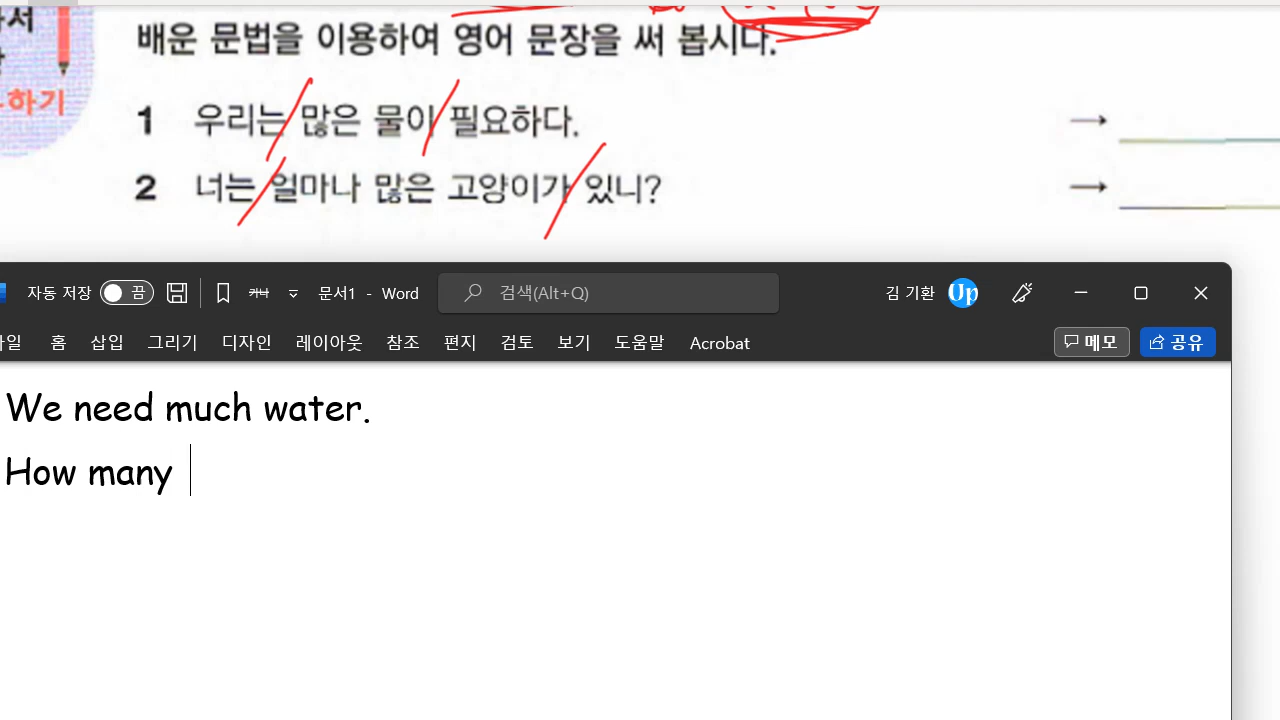 배운 문법을 이용하여 영어 문장을 써 봅시다.
하기
1 우리는 많은 물이 필요하다. →
2 너는 얼마나 많은 고양이가 있니? →
자동 저장 끔 문서1 - Word 검색(Alt+Q) 김 기환 Up
홈 삽입 그리기 디자인 레이아웃 참조 편지 검토 보기 도움말 Acrobat 메모 공유
We need much water.
How many